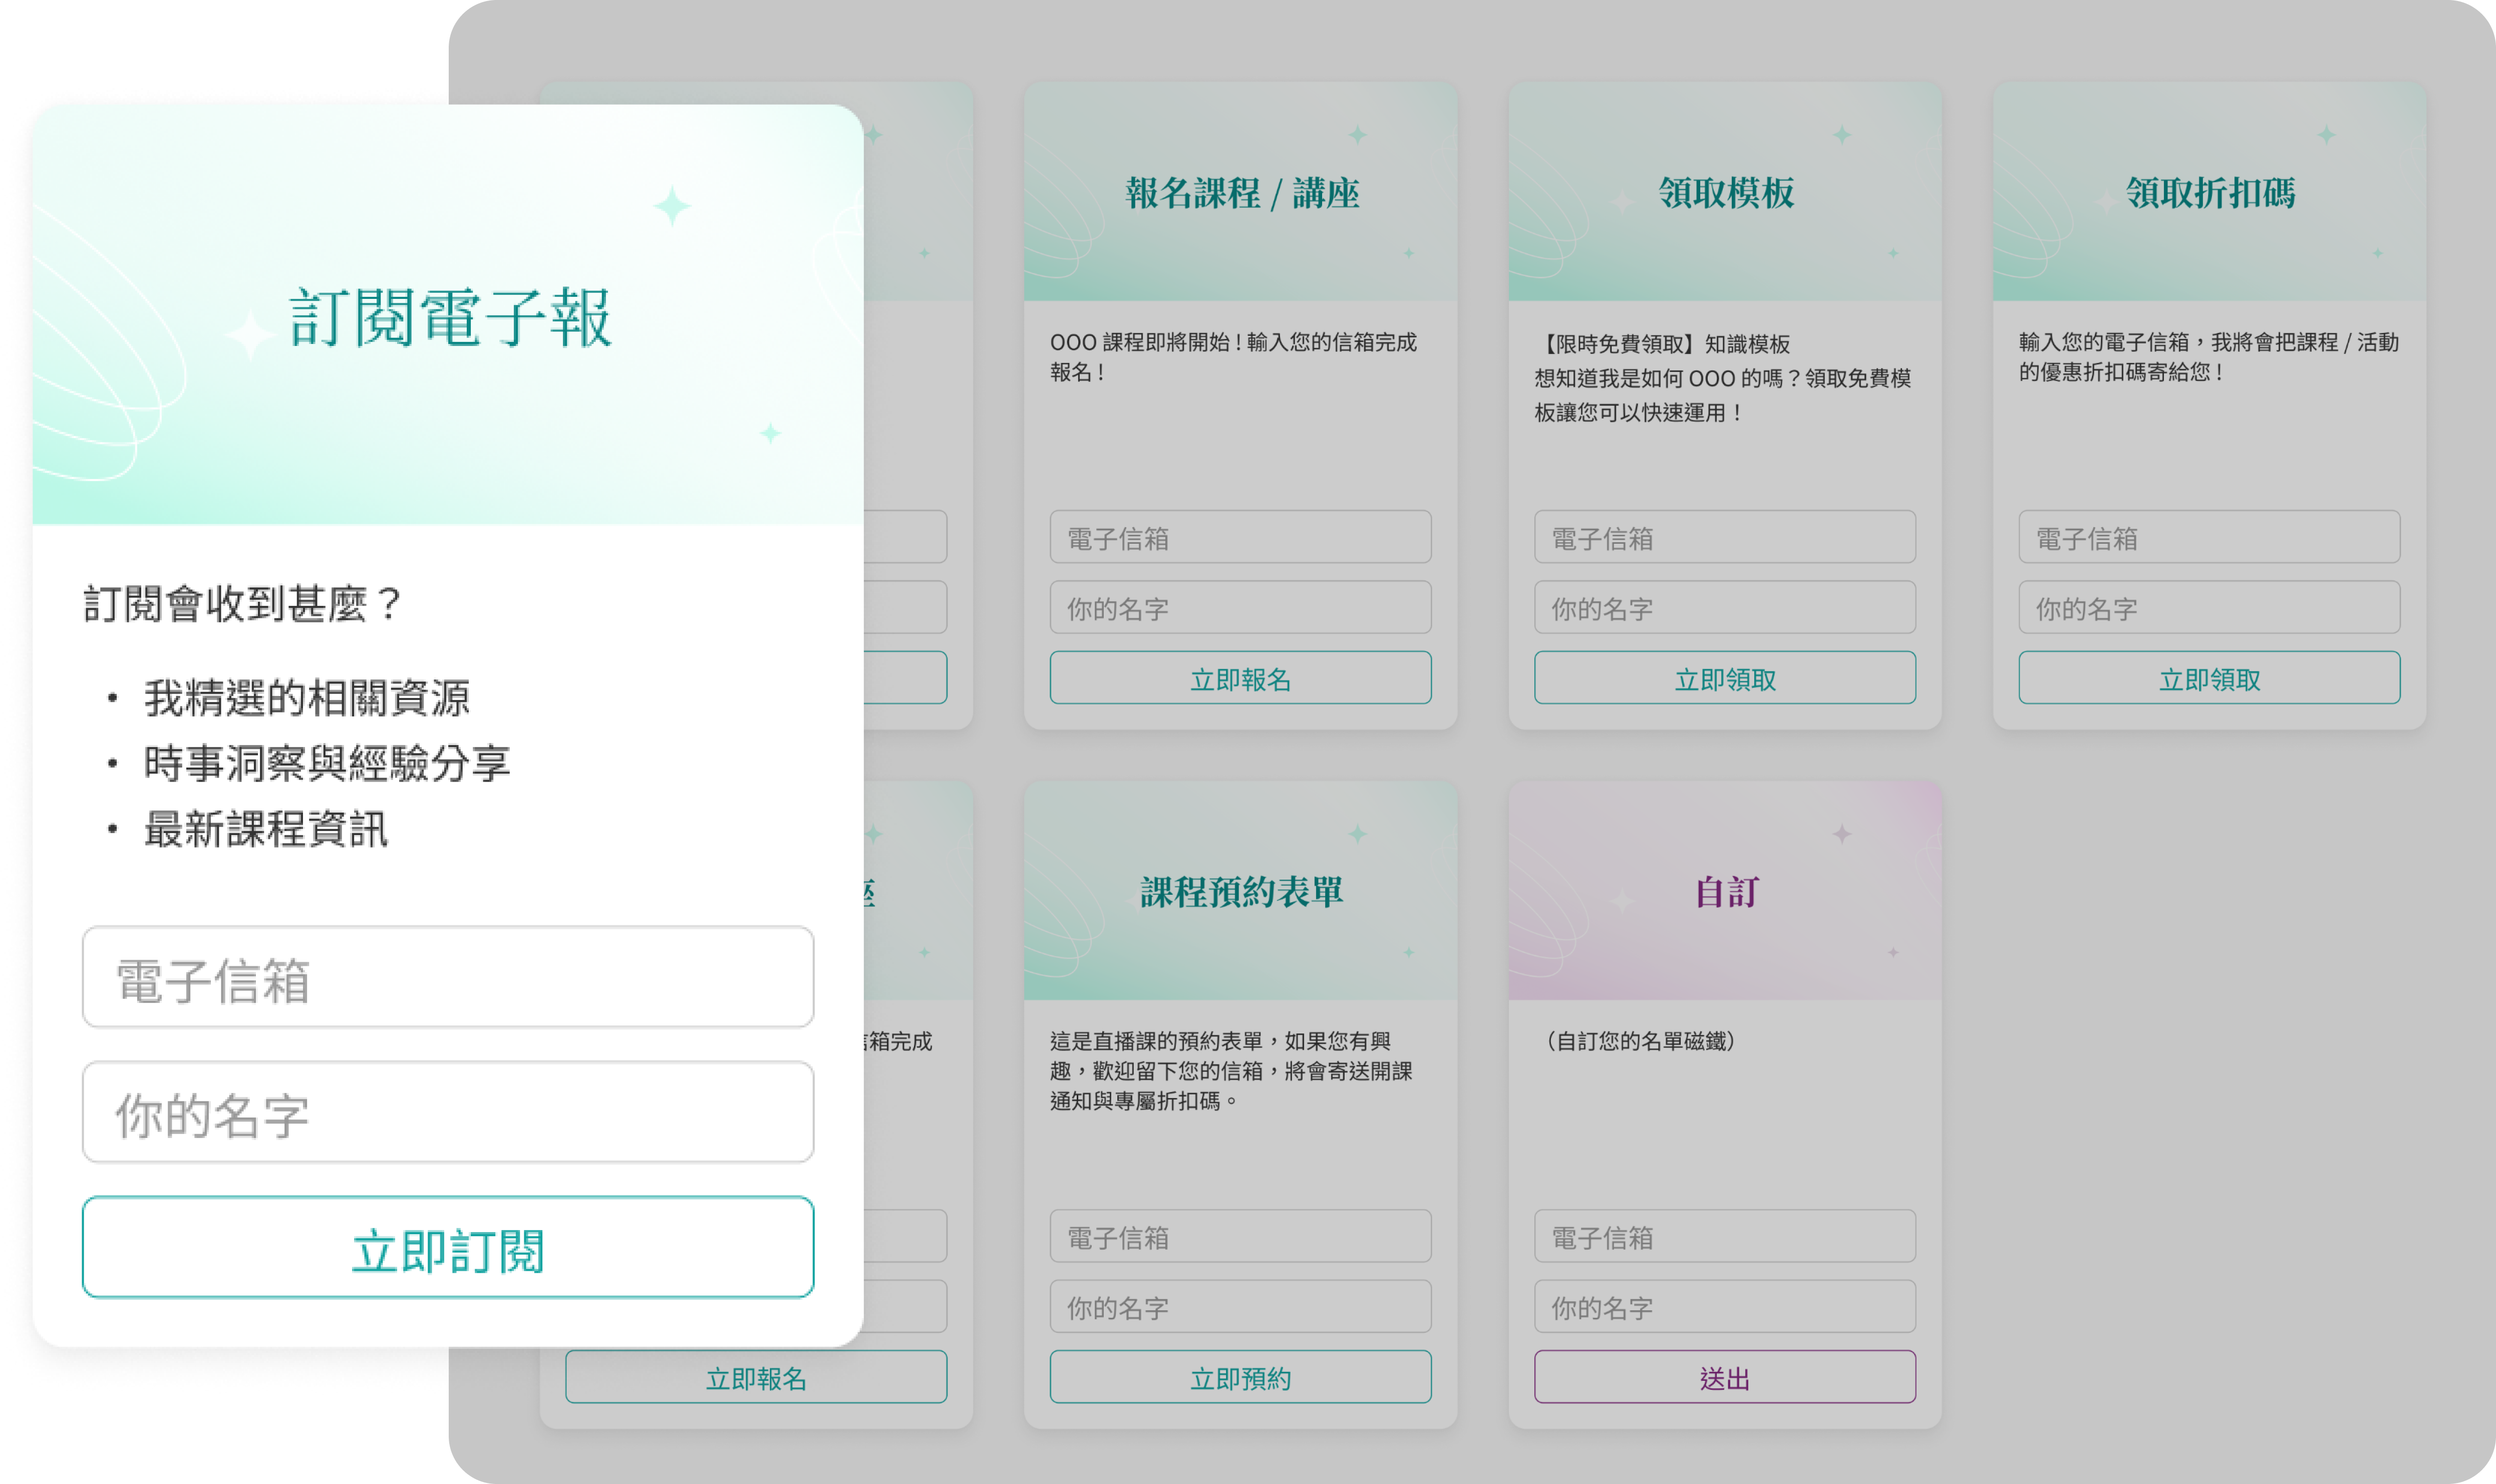 訂閱電子報
訂閱會收到甚麼？
• 我精選的相關資源
• 時事洞察與經驗分享
• 最新課程資訊
電子信箱
你的名字
立即訂閱
報名課程 / 講座
OOO 課程即將開始！輸入您的信箱完成
報名！
電子信箱
你的名字
立即報名
領取模板
【限時免費領取】知識模板
想知道我是如何 OOO 的嗎？領取免費模
板讓您可以快速運用！
電子信箱
你的名字
立即領取
領取折扣碼
輸入您的電子信箱，我將會把課程 / 活動
的優惠折扣碼寄給您！
電子信箱
你的名字
立即領取
座
信箱完成
立即報名
課程預約表單
這是直播課的預約表單，如果您有興
趣，歡迎留下您的信箱，將會寄送開課
通知與專屬折扣碼。
電子信箱
你的名字
立即預約
自訂
（自訂您的名單磁鐵）
電子信箱
你的名字
送出